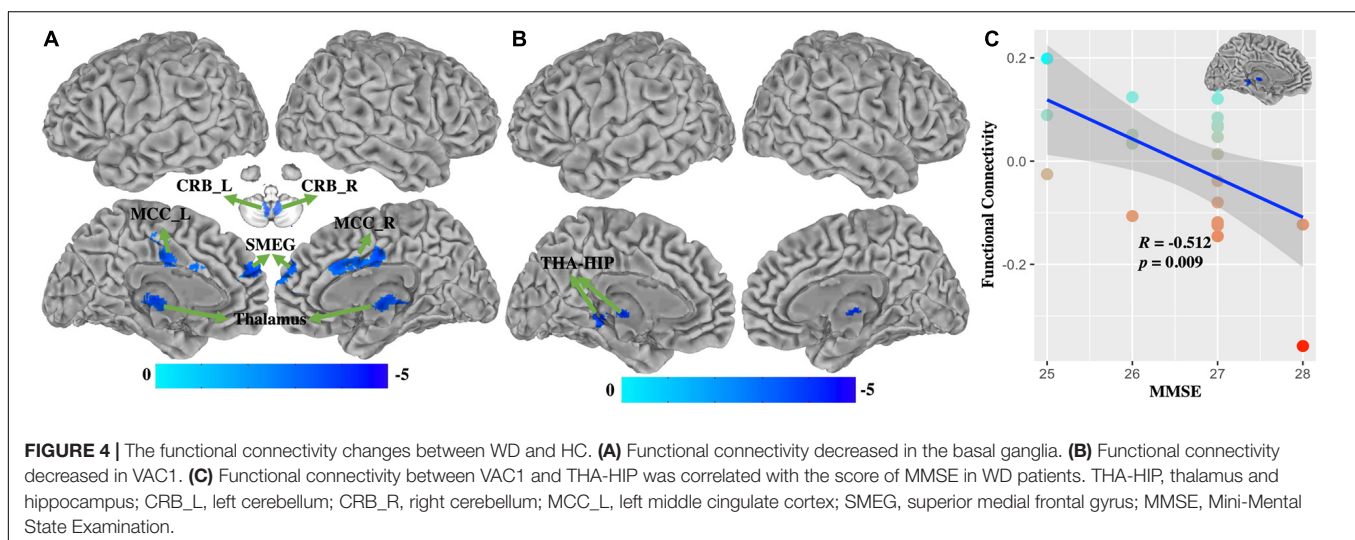 A
B
C
CRB_L
CRB_R
MCC_L
MCC_R
SMEG
Thalamus
0
-5
THA-HIP
0
-5
0.2
0.0
-0.2
Functional Connectivity
R = -0.512
p = 0.009
25
26
27
28
MMSE
FIGURE 4 | The functional connectivity changes between WD and HC. (A) Functional connectivity decreased in the basal ganglia. (B) Functional connectivity
decreased in VAC1. (C) Functional connectivity between VAC1 and THA-HIP was correlated with the score of MMSE in WD patients. THA-HIP, thalamus and
hippocampus; CRB_L, left cerebellum; CRB_R, right cerebellum; MCC_L, left middle cingulate cortex; SMEG, superior medial frontal gyrus; MMSE, Mini-Mental
State Examination.